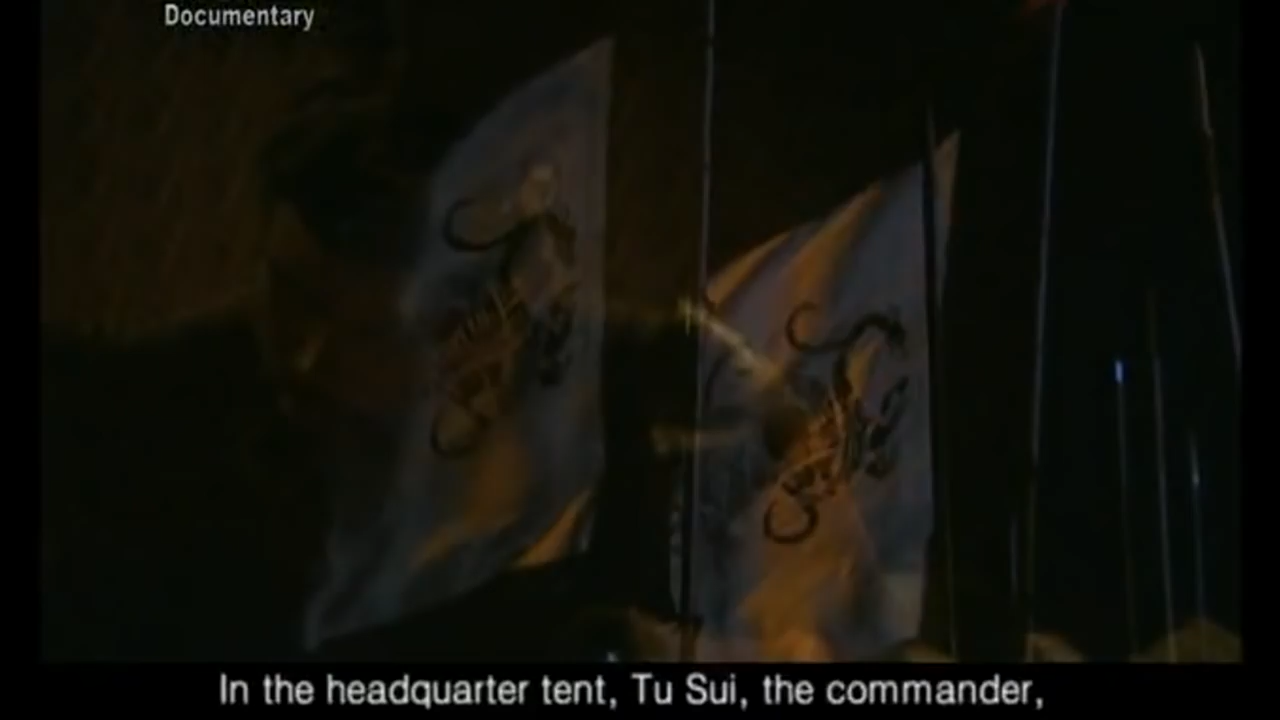 Documentary
In the headquarter tent, Tu Sui, the commander,